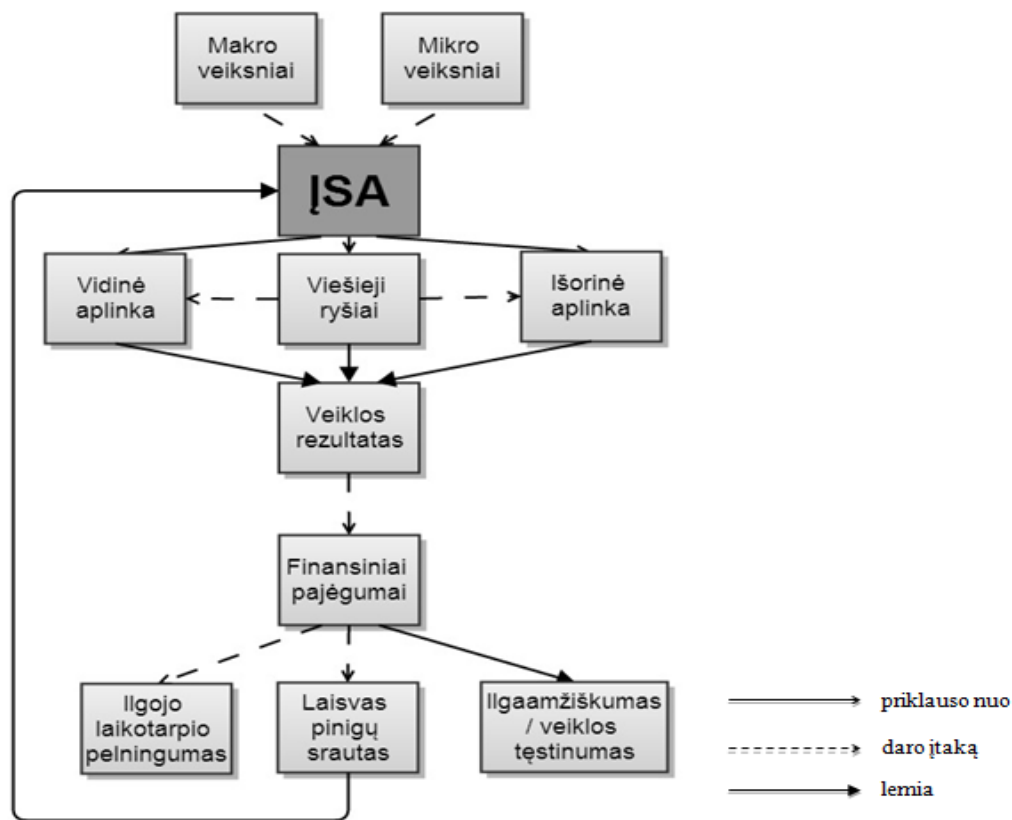 Makro
veiksniai
Mikro
veiksniai
ĮSA
Vidinė
aplinka
Viešieji
ryšiai
Išorinė
aplinka
Veiklos
rezultatas
Finansiniai
pajėgumai
Ilgojo
laikotarpio
pelningumas
Laisvas
pinigų
srautas
Ilgaamžiškumas
/ veiklos
tęstinumas
priklauso nuo
daro įtaką
lemia